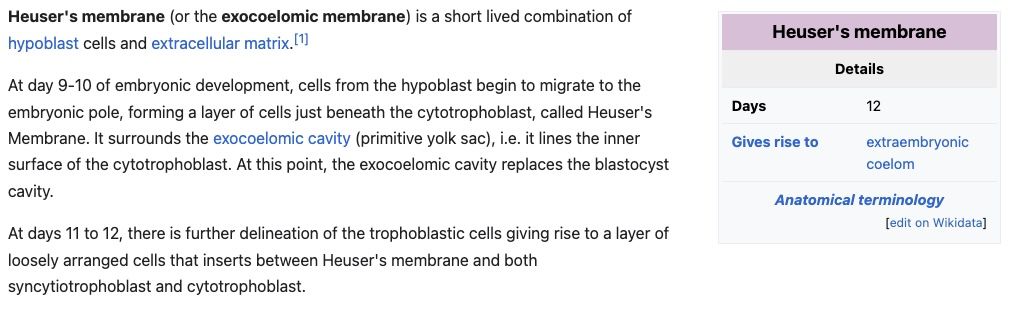 Heuser's membrane (or the exocoelomic membrane) is a short lived combination of
hypoblast cells and extracellular matrix.[1]
At day 9-10 of embryonic development, cells from the hypoblast begin to migrate to the
embryonic pole, forming a layer of cells just beneath the cytotrophoblast, called Heuser's
Membrane. It surrounds the exocoelomic cavity (primitive yolk sac), i.e. it lines the inner
surface of the cytotrophoblast. At this point, the exocoelomic cavity replaces the blastocyst
cavity.
At days 11 to 12, there is further delineation of the trophoblastic cells giving rise to a layer of
loosely arranged cells that inserts between Heuser's membrane and both
syncytiotrophoblast and cytotrophoblast.
Heuser's membrane
Details
Days 12
Gives rise to extraembryonic
coelom
Anatomical terminology
[edit on Wikidata]